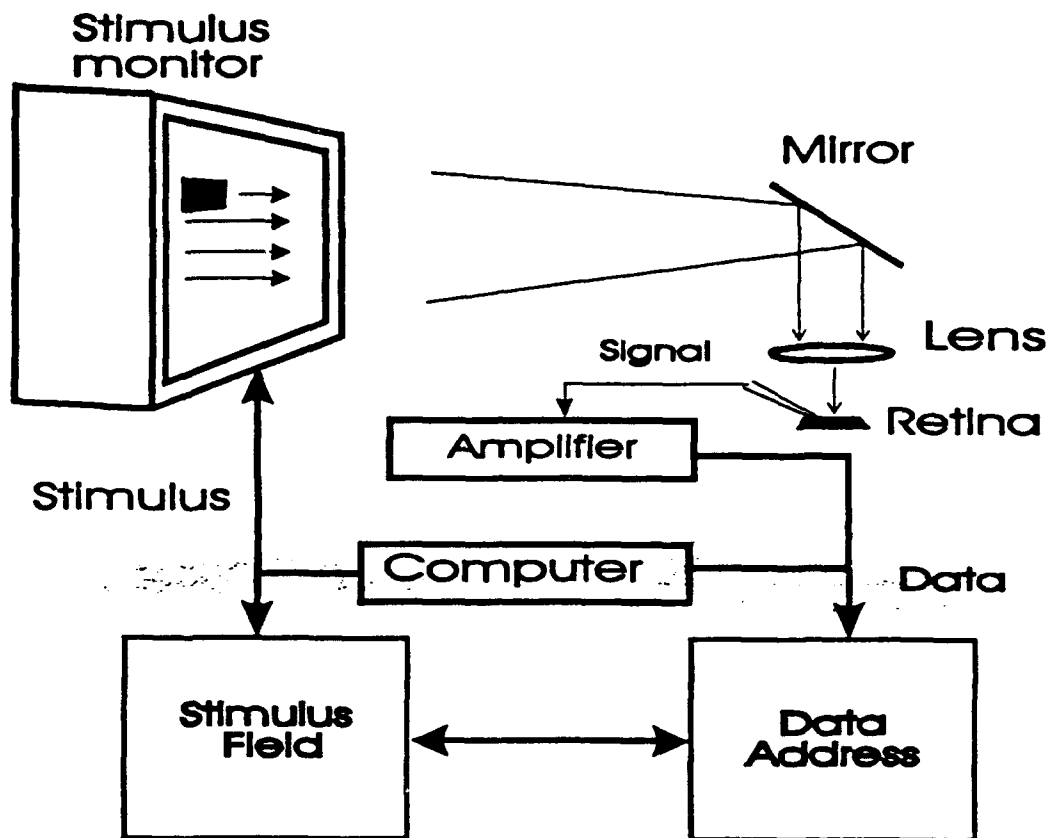 Stimulus
monitor
Mirror
Lens
Signal
Retina
Amplifier
Stimulus
Computer
Data
Stimulus
Field
Data
Address